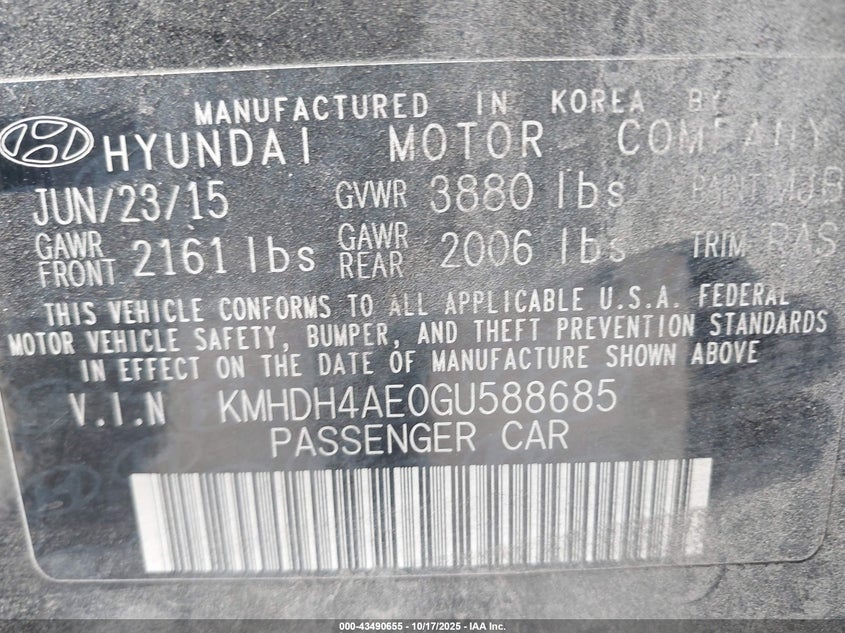 MANUFACTURED IN KOREA BY
HYUNDAI MOTOR COMPANY
JUN/23/15 GVWR 3880 lbs PAINT MJB
GAWR FRONT 2161 lbs GAWR REAR 2006 lbs TRIM RAS
THIS VEHICLE CONFORMS TO ALL APPLICABLE U.S.A. FEDERAL
MOTOR VEHICLE SAFETY, BUMPER, AND THEFT PREVENTION STANDARDS
IN EFFECT ON THE DATE OF MANUFACTURE SHOWN ABOVE
V.I.N KMHDH4AE0GU588685
PASSENGER CAR
000-43490655 - 10/17/2025 - IAA Inc.